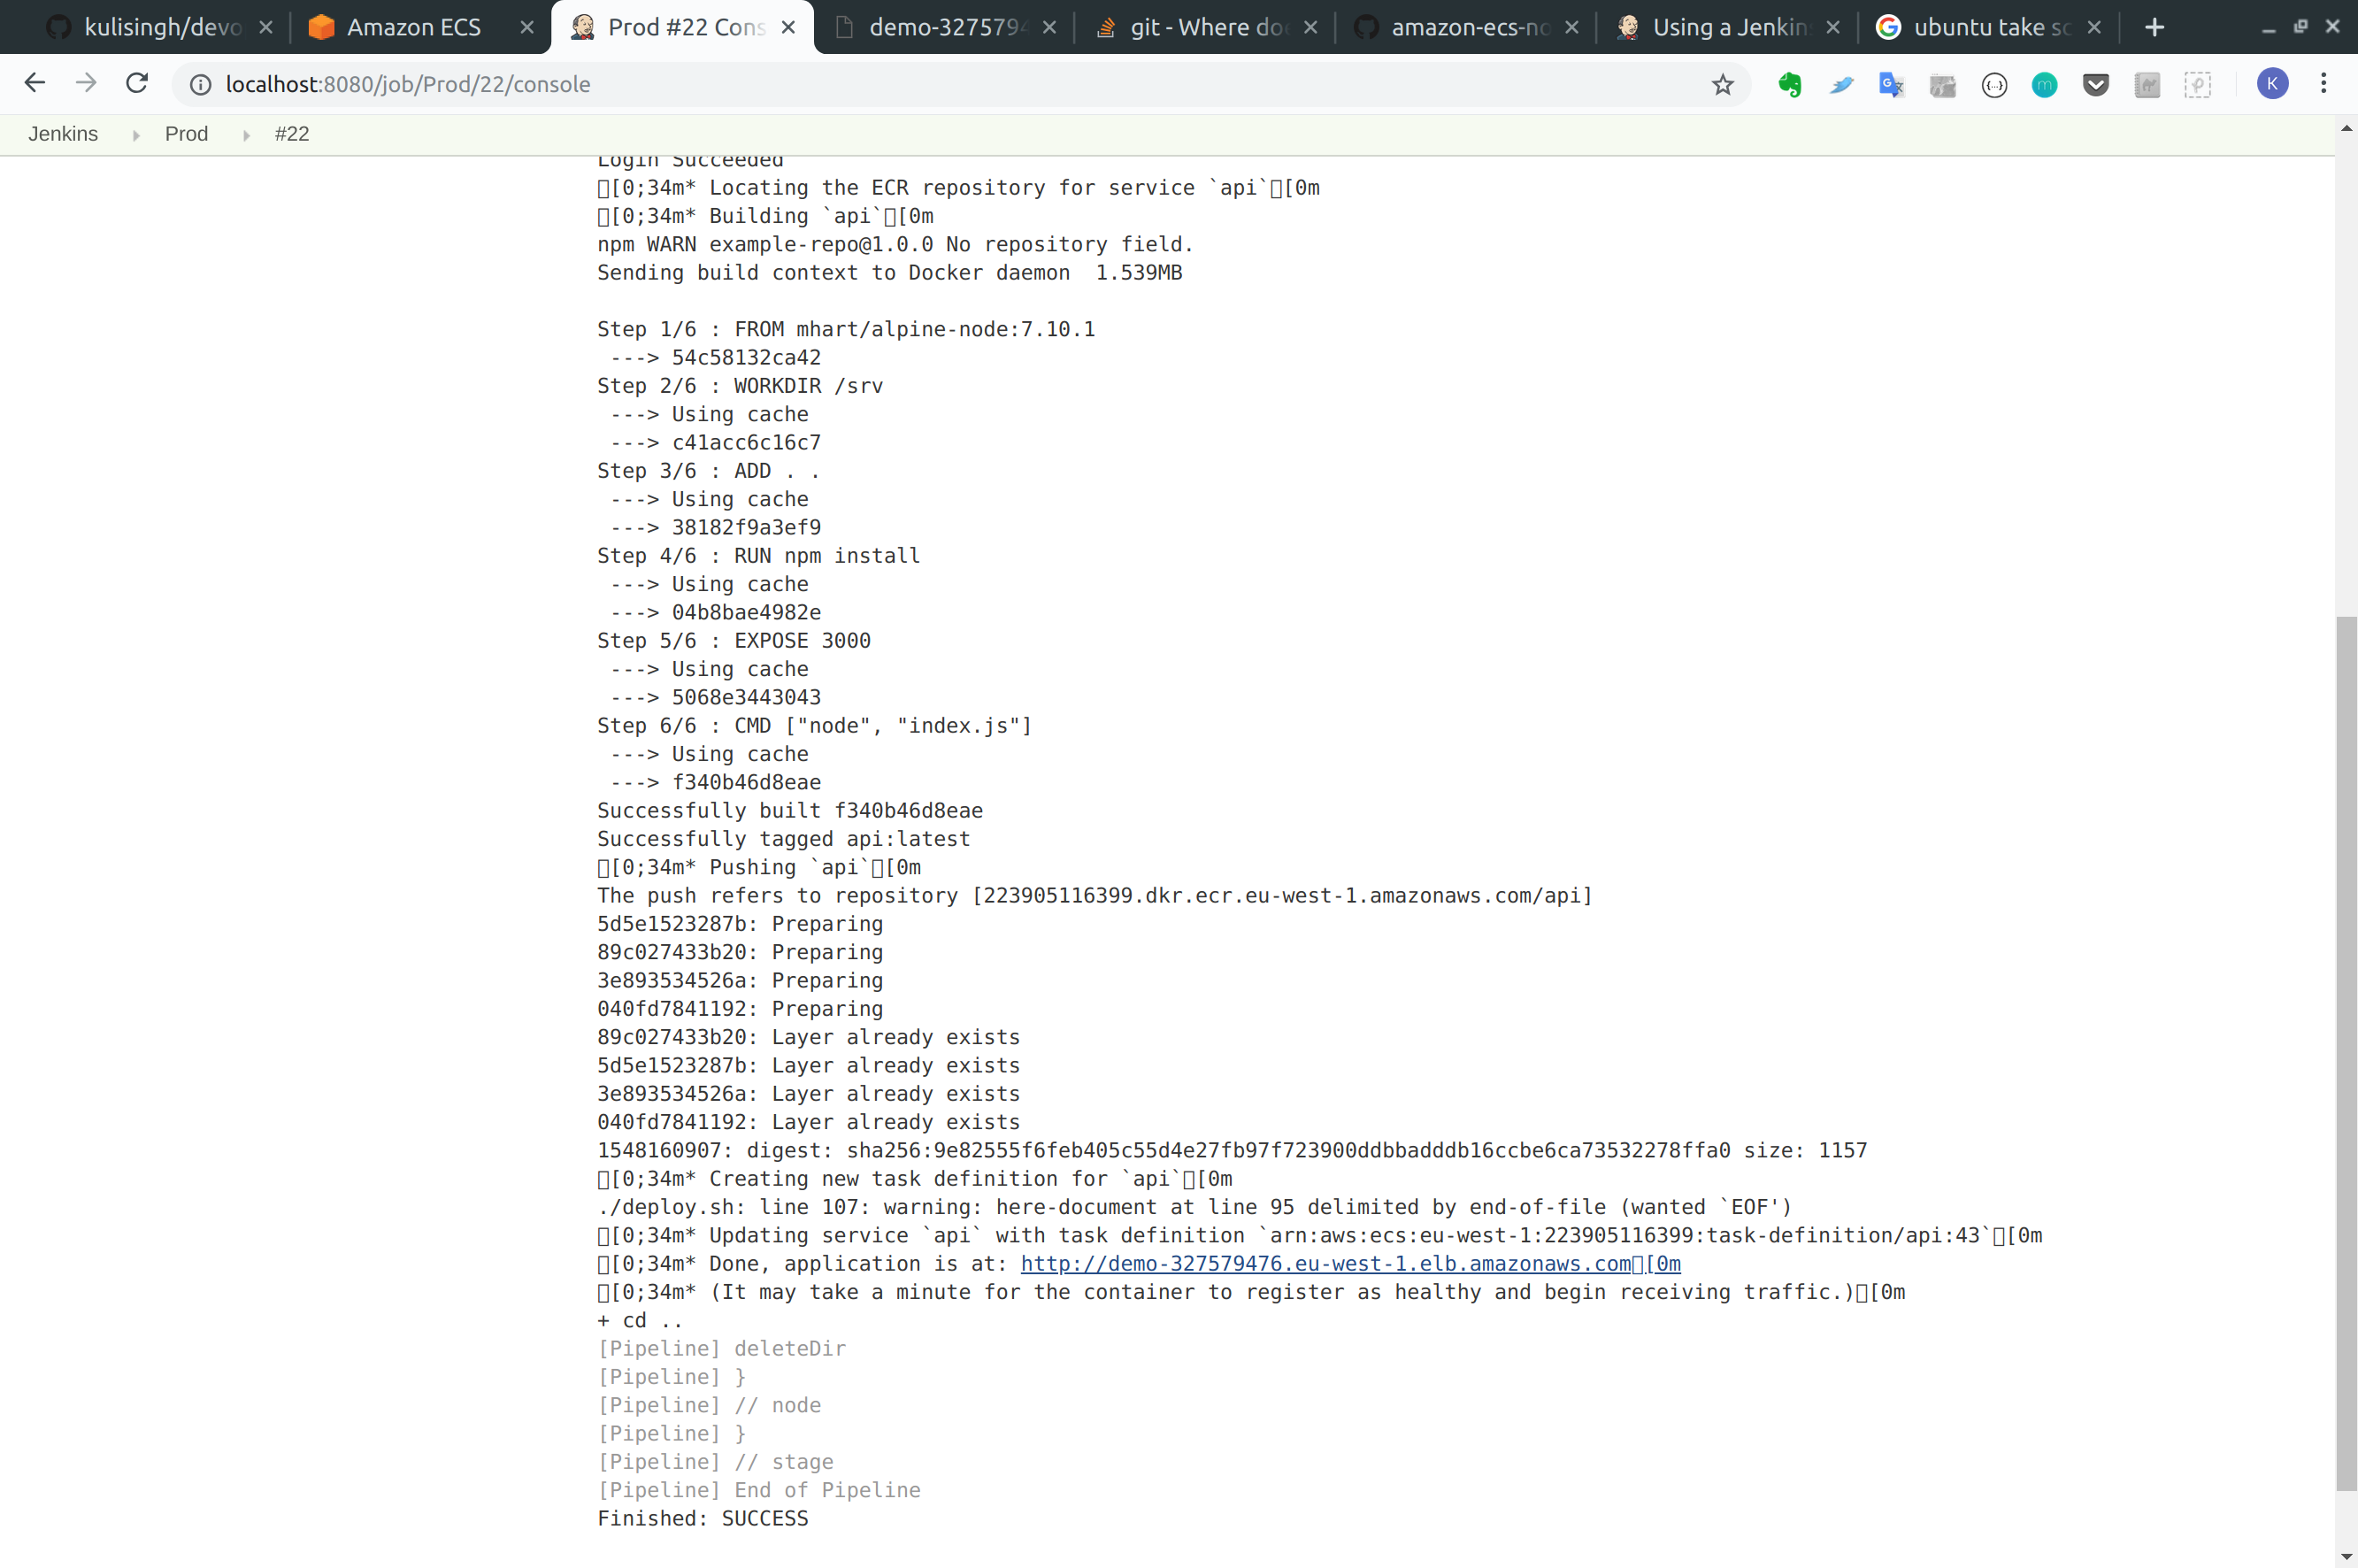 kulisingh/devo
Amazon ECS
Prod #22 Cons
demo-3275794
git - Where doe
amazon-ecs-no
Using a Jenkin
ubuntu take sc
localhost:8080/job/Prod/22/console
K
Jenkins
Prod
#22
Login Succeeded
[0;34m* Locating the ECR repository for service `api`[0m
[0;34m* Building `api`[0m
npm WARN example-repo@1.0.0 No repository field.
Sending build context to Docker daemon  1.539MB
Step 1/6 : FROM mhart/alpine-node:7.10.1
---> 54c58132ca42
Step 2/6 : WORKDIR /srv
---> Using cache
---> c41acc6c16c7
Step 3/6 : ADD . .
---> Using cache
---> 38182f9a3ef9
Step 4/6 : RUN npm install
---> Using cache
---> 04b8bae4982e
Step 5/6 : EXPOSE 3000
---> Using cache
---> 5068e3443043
Step 6/6 : CMD ["node", "index.js"]
---> Using cache
---> f340b46d8eae
Successfully built f340b46d8eae
Successfully tagged api:latest
[0;34m* Pushing `api`[0m
The push refers to repository [223905116399.dkr.ecr.eu-west-1.amazonaws.com/api]
5d5e1523287b: Preparing
89c027433b20: Preparing
3e893534526a: Preparing
040fd7841192: Preparing
89c027433b20: Layer already exists
5d5e1523287b: Layer already exists
3e893534526a: Layer already exists
040fd7841192: Layer already exists
1548160907: digest: sha256:9e82555f6feb405c55d4e27fb97f723900ddbbadddb16ccbe6ca73532278ffa0 size: 1157
[0;34m* Creating new task definition for `api`[0m
./deploy.sh: line 107: warning: here-document at line 95 delimited by end-of-file (wanted `EOF')
[0;34m* Updating service `api` with task definition `arn:aws:ecs:eu-west-1:223905116399:task-definition/api:43`[0m
[0;34m* Done, application is at: http://demo-327579476.eu-west-1.elb.amazonaws.com[0m
[0;34m* (It may take a minute for the container to register as healthy and begin receiving traffic.)[0m
+ cd ..
[Pipeline] deleteDir
[Pipeline] }
[Pipeline] // node
[Pipeline] }
[Pipeline] // stage
[Pipeline] End of Pipeline
Finished: SUCCESS